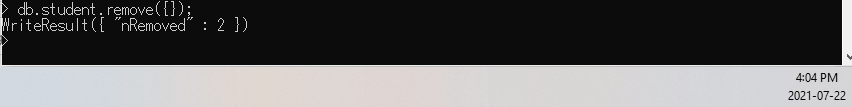 > db.student.remove({});
WriteResult({ "nRemoved" : 2 })
>
4:04 PM
2021-07-22